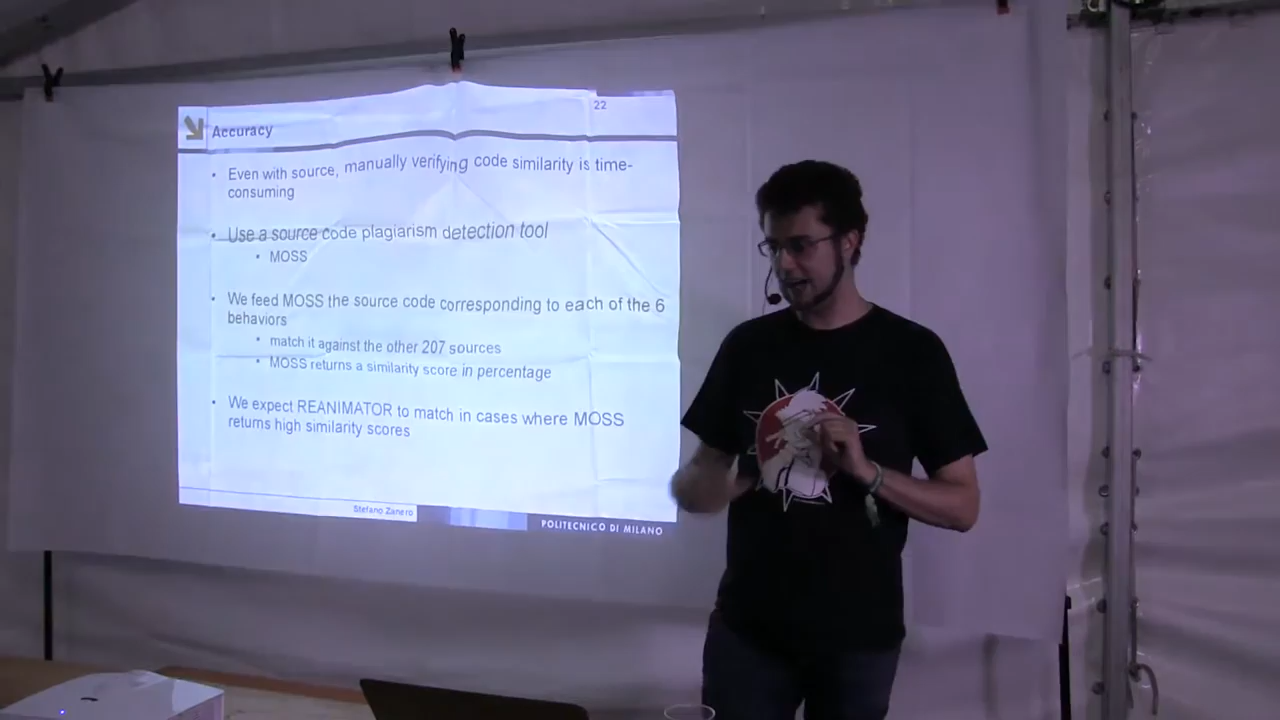 22
Accuracy
• Even with source, manually verifying code similarity is time-
consuming
• Use a source code plagiarism detection tool
• MOSS
• We feed MOSS the source code corresponding to each of the 6
behaviors
• match it against the other 207 sources
• MOSS returns a similarity score in percentage
• We expect REANIMATOR to match in cases where MOSS
returns high similarity scores
Stefano Zanero
POLITECNICO DI MILANO